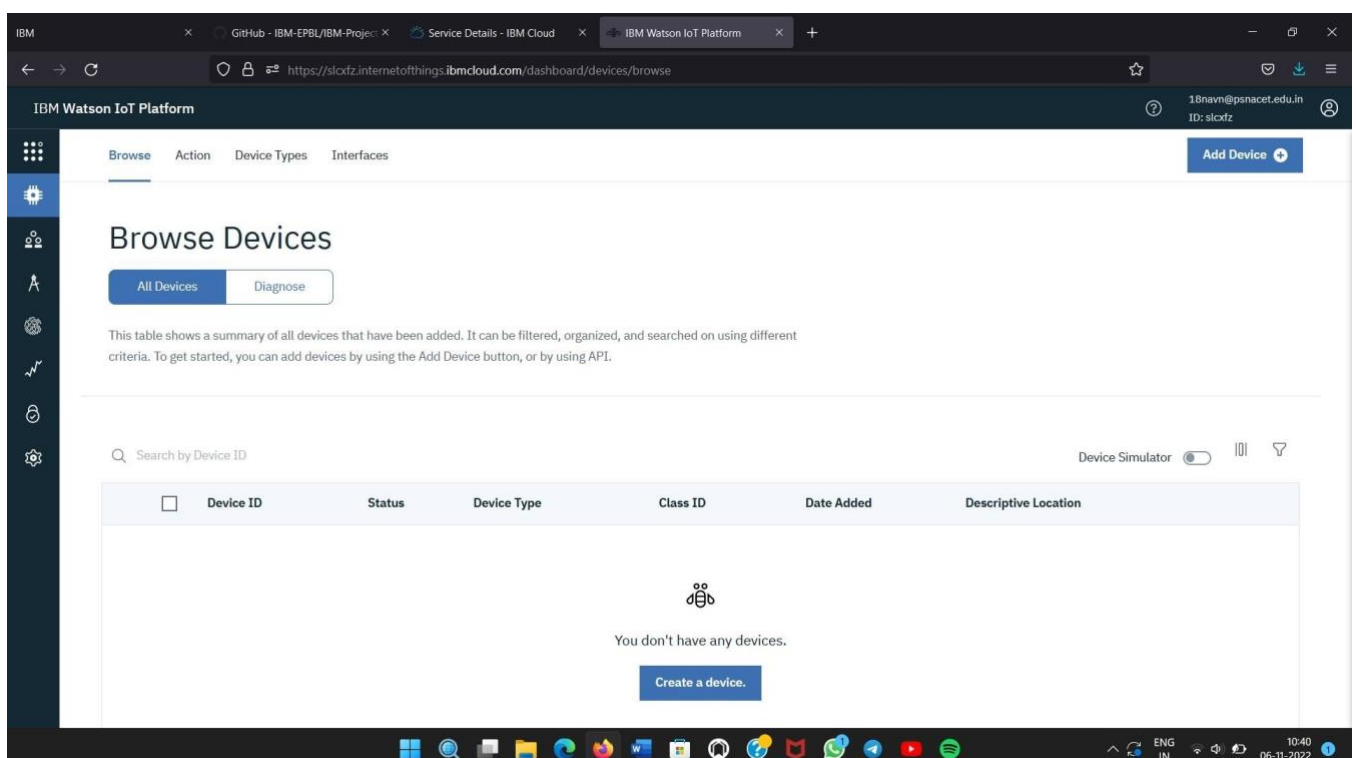 IBM
GitHub - IBM-EPBL/IBM-Projec
Service Details - IBM Cloud
IBM Watson IoT Platform
https://slcxfz.internetofthings.ibmcloud.com/dashboard/devices/browse
IBM Watson IoT Platform
18navn@psnacet.edu.in
ID: slcxfz
Browse Action Device Types Interfaces
Add Device
Browse Devices
All Devices Diagnose
This table shows a summary of all devices that have been added. It can be filtered, organized, and searched on using different
criteria. To get started, you can add devices by using the Add Device button, or by using API.
Search by Device ID
Device Simulator
Device ID Status Device Type Class ID Date Added Descriptive Location
You don't have any devices.
Create a device.
ENG
IN
10:40
06-11-2022
1